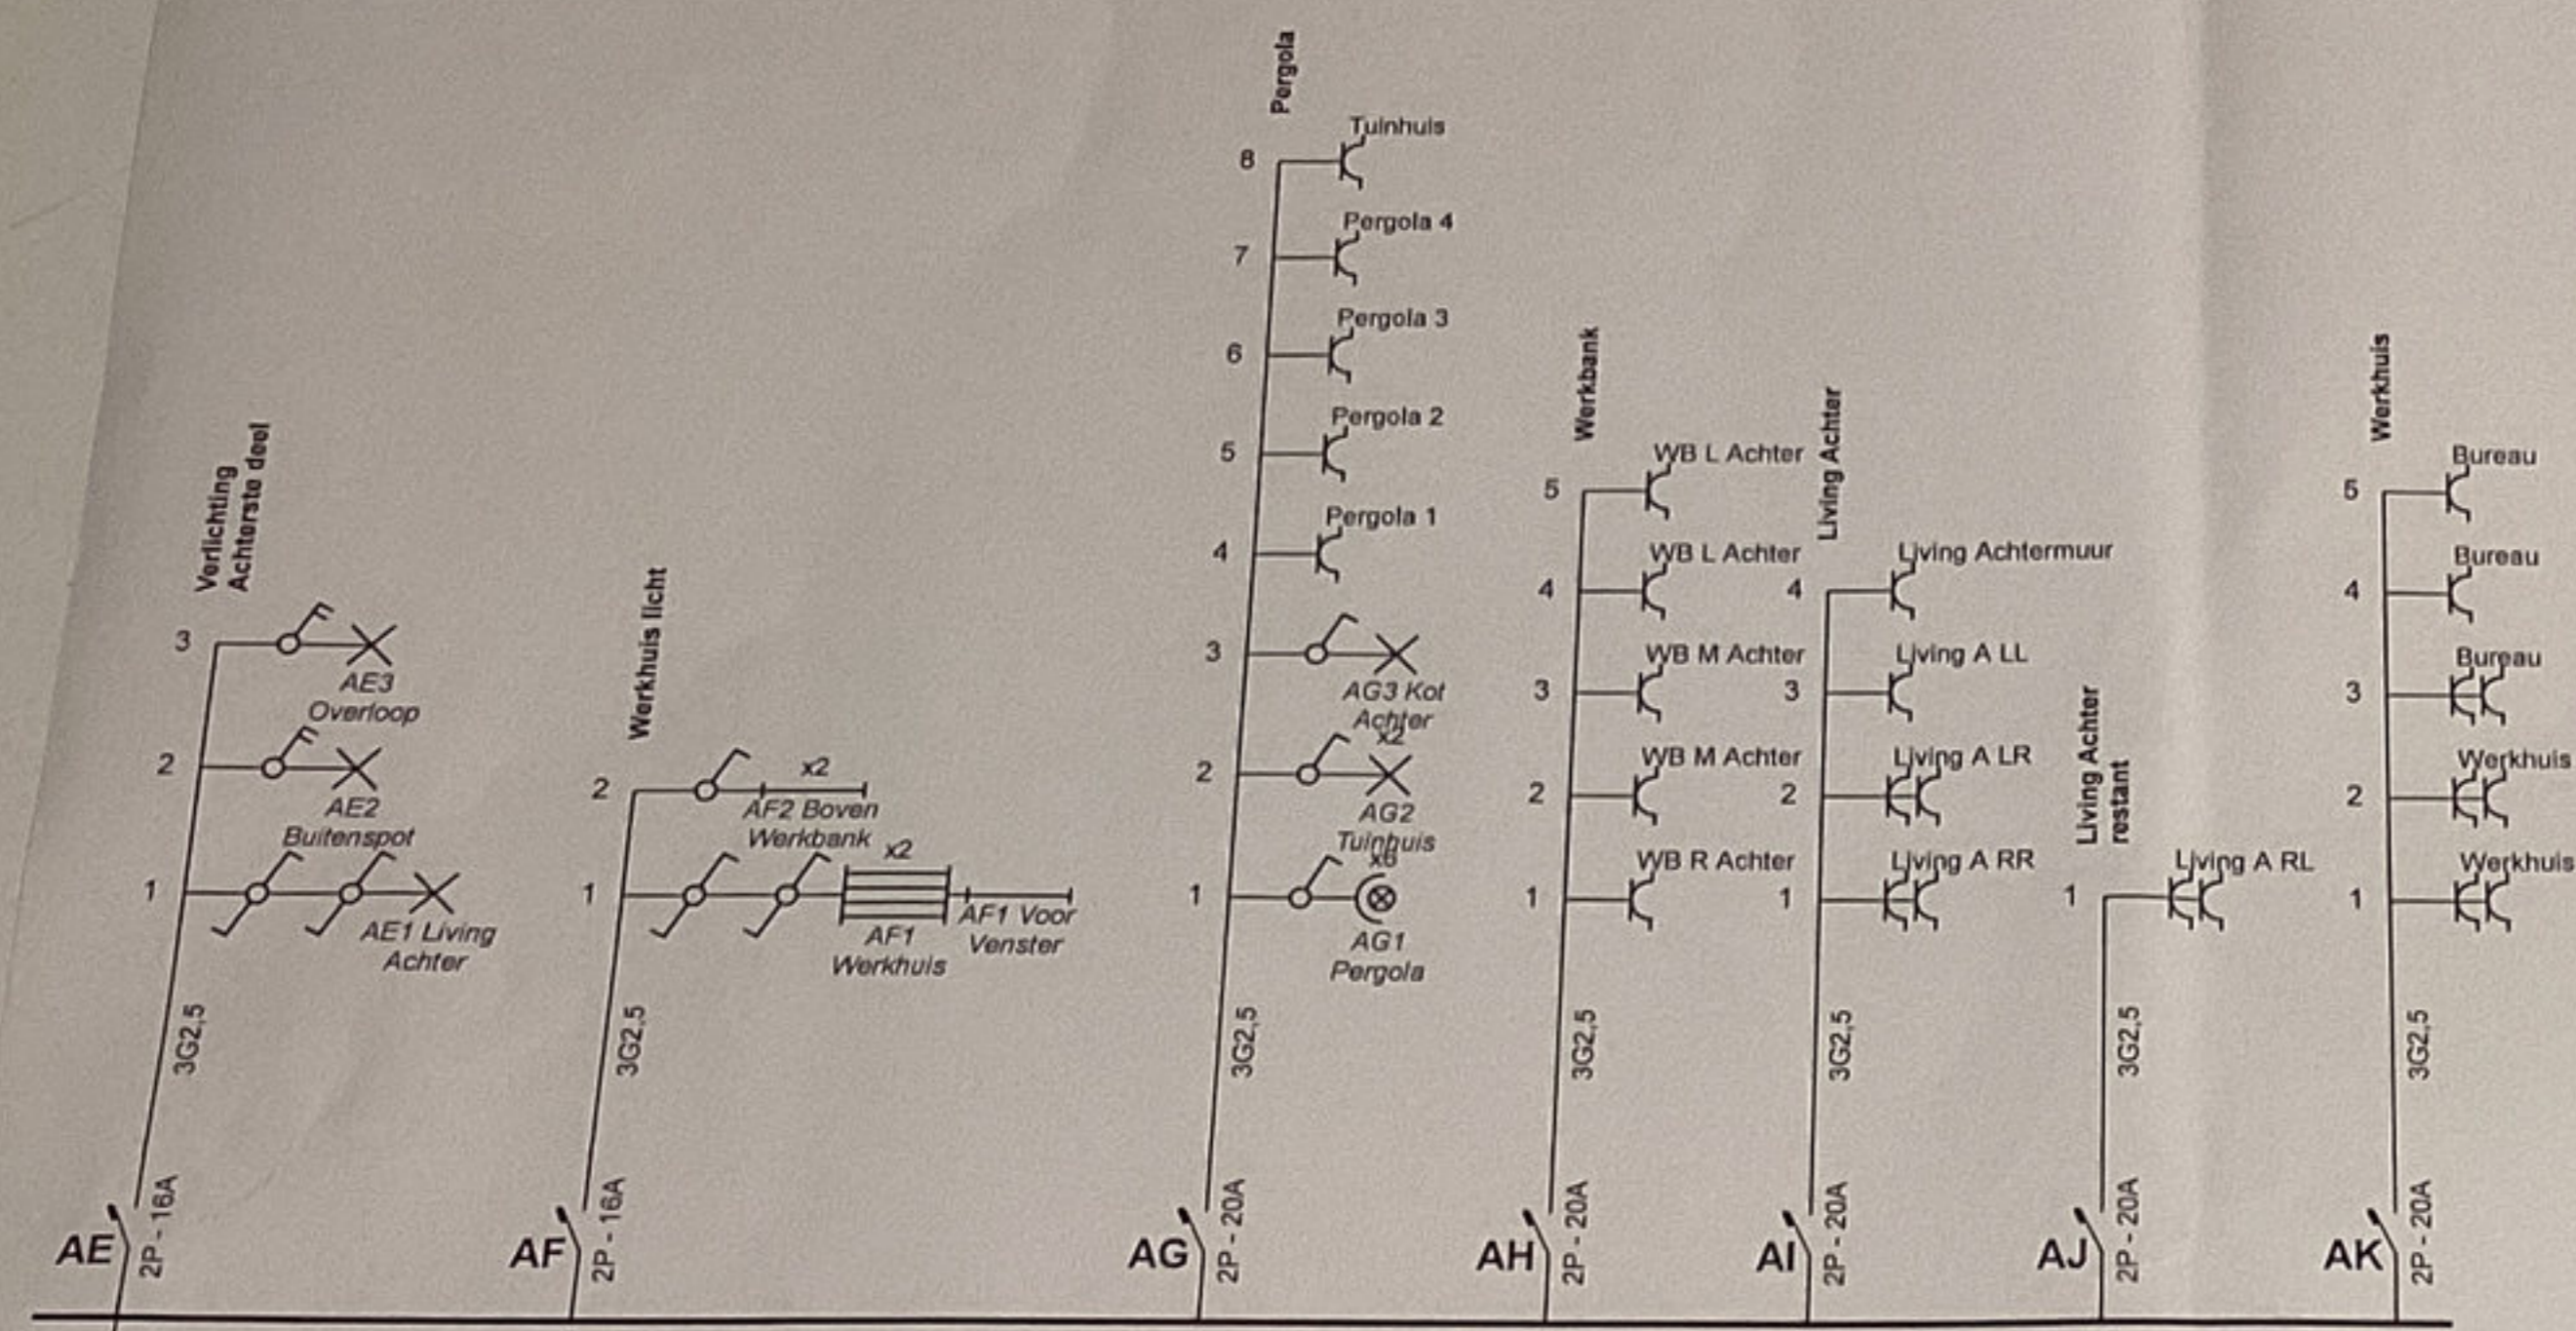 Verlichting
Achterste deel
3
AE3
Overloop
2
AE2
Buitenspot
1
AE1 Living
Achter
3G2,5
2P - 16A
AE
Werkhuis licht
2
x2
AF2 Boven
Werkbank
1
x2
AF1
Werkhuis
AF1 Voor
Venster
3G2,5
2P - 16A
AF
Pergola
8
Tuinhuis
7
Pergola 4
6
Pergola 3
5
Pergola 2
4
Pergola 1
3
AG3 Kot
Achter
2
x2
AG2
Tuinhuis
1
x6
AG1
Pergola
3G2,5
2P - 20A
AG
Werkbank
5
WB L Achter
4
WB L Achter
3
WB M Achter
2
WB M Achter
1
WB R Achter
3G2,5
2P - 20A
AH
Living Achter
4
Living Achtermuur
3
Living A LL
2
Living A LR
1
Living A RR
3G2,5
2P - 20A
AI
Living Achter
restant
1
Living A RL
3G2,5
2P - 20A
AJ
Werkhuis
5
Bureau
4
Bureau
3
Bureau
2
Werkhuis
1
Werkhuis
3G2,5
2P - 20A
AK